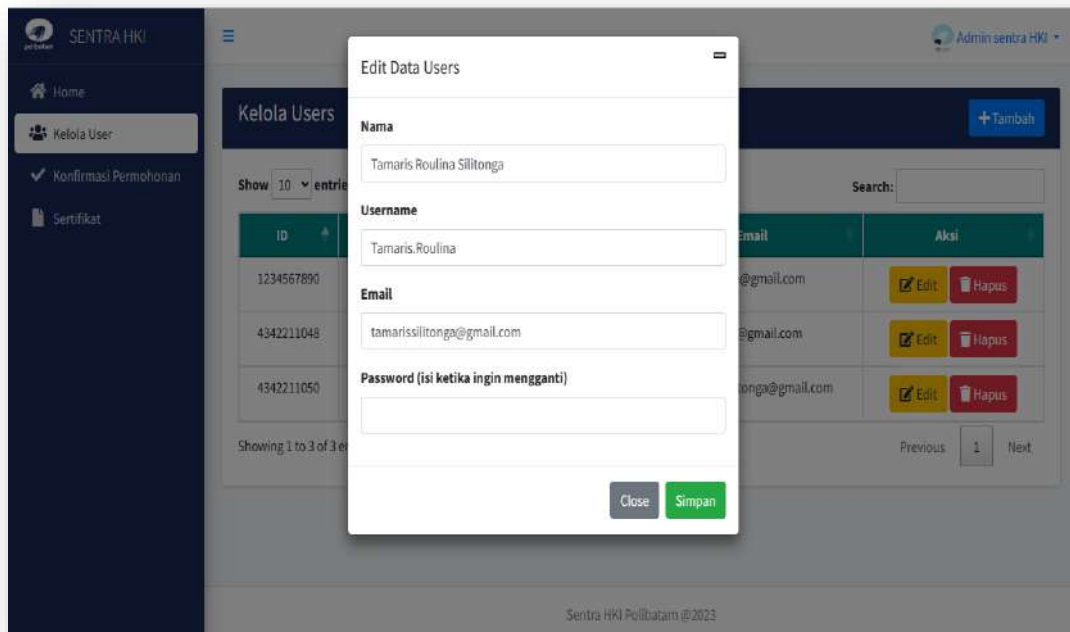 polibatam
SENTRA HKI
Admin sentra HKI
Home
Kelola User
Konfirmasi Permohonan
Sertifikat
Kelola Users
+Tambah
Show 10 entrie
Search:
ID
Email
Aksi
1234567890
@gmail.com
Edit
Hapus
4342211048
@gmail.com
Edit
Hapus
4342211050
tonga@gmail.com
Edit
Hapus
Showing 1 to 3 of 3 en
Previous 1 Next
Edit Data Users
Nama
Tamaris Roulina Silitonga
Username
Tamaris.Roulina
Email
tamarissilitonga@gmail.com
Password (isi ketika ingin mengganti)
Close
Simpan
Sentra HKI Polibatam @2023